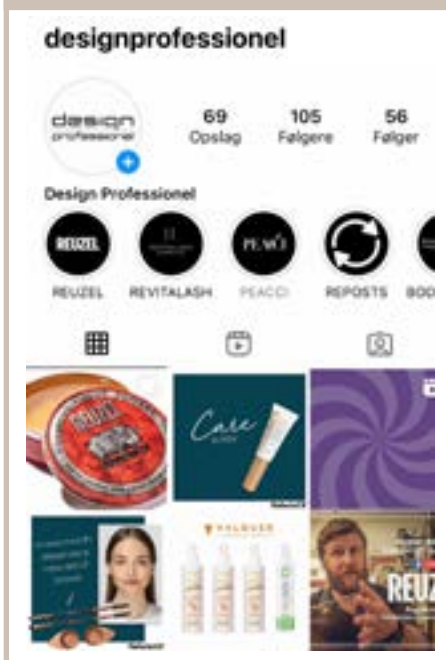 designprofessionel
design
professionel
69 105 56
Opslag Følgere Følger
Design Professionel
REUZEL
PEACCI
REUZEL REVITALASH PEACCI REPOSTS BOD
REUZEL
Care
REUZ